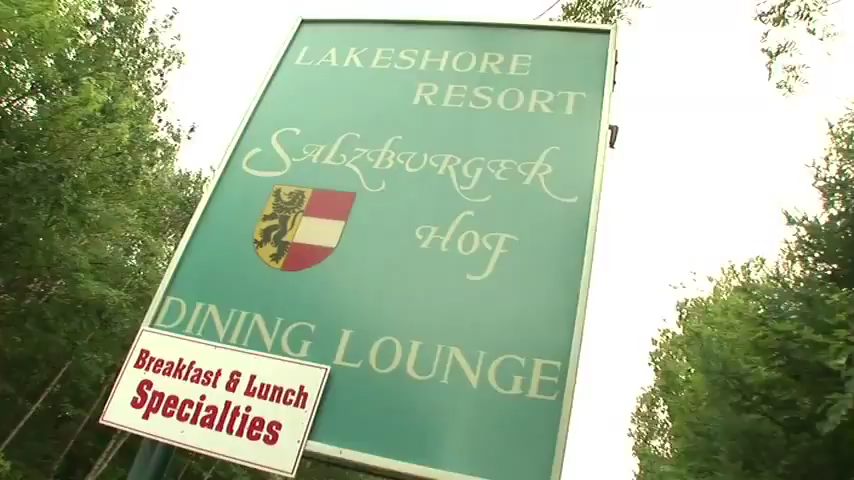 LAKESHORE
RESORT
SALZBURGER
HOF
DINING LOUNGE
Breakfast & Lunch
Specialties